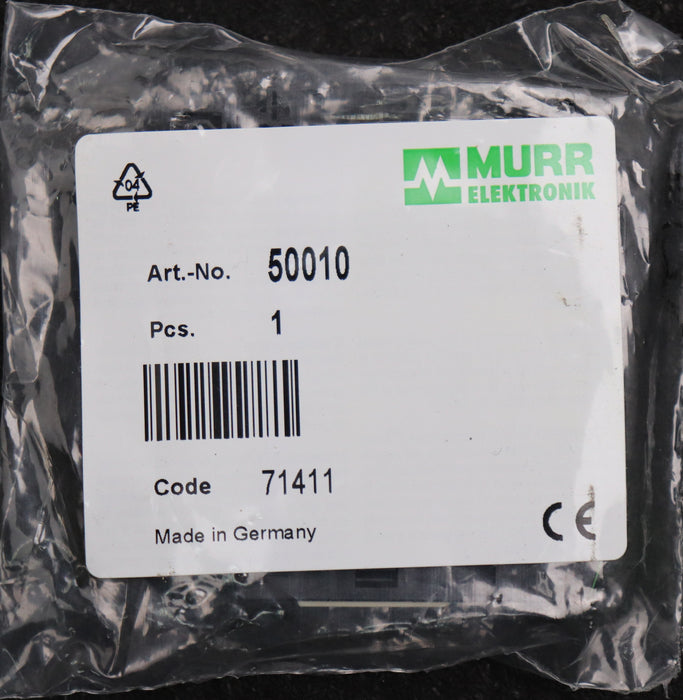 04
PE
MURR
ELEKTRONIK
Art.-No. 50010
Pcs. 1
Code 71411
Made in Germany
CE